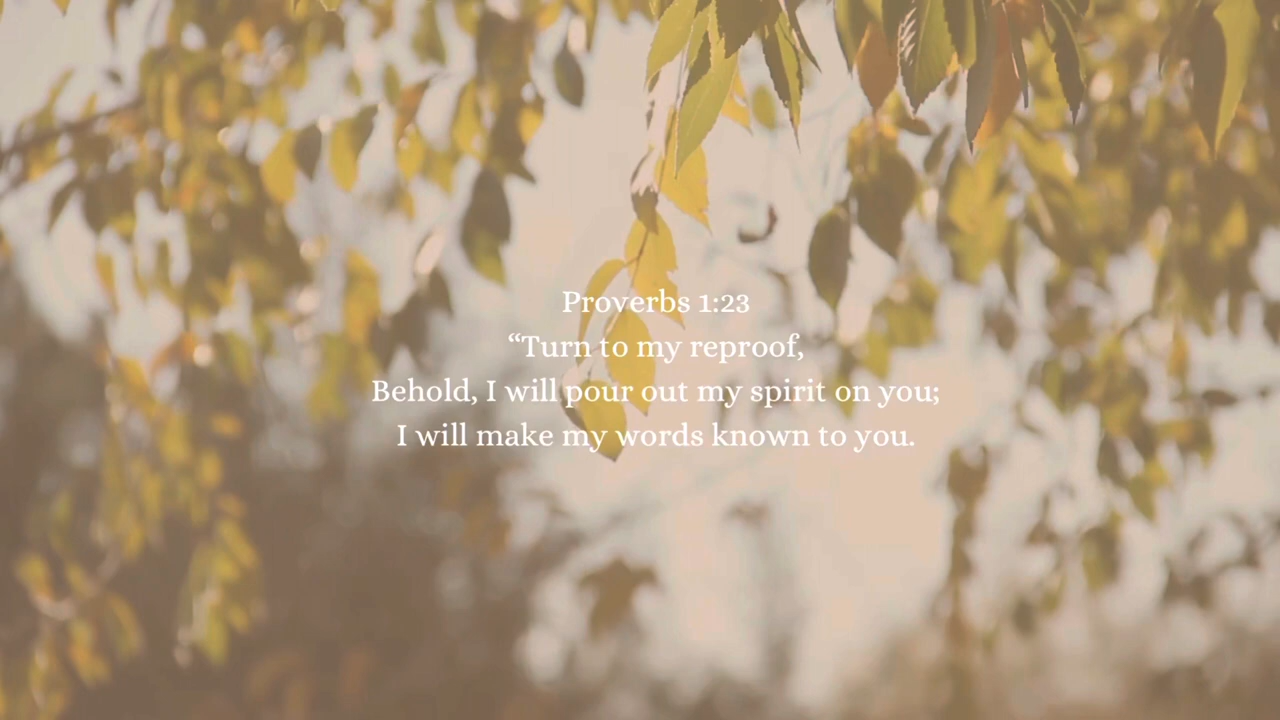 Proverbs 1:23
“Turn to my reproof,
Behold, I will pour out my spirit on you;
I will make my words known to you.